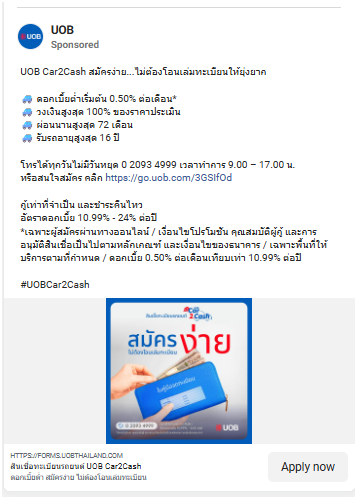 UOB
Sponsored
UOB Car2Cash สมัครง่าย...ไม่ต้องโอนเล่มทะเบียนให้ยุ่งยาก
🚙 ดอกเบี้ยต่ำเริ่มต้น 0.50% ต่อเดือน*
🚙 วงเงินสูงสุด 100% ของราคาประเมิน
🚙 ผ่อนนานสูงสุด 72 เดือน
🚙 รับรถอายุสูงสุด 16 ปี
โทรได้ทุกวันไม่มีวันหยุด 0 2093 4999 เวลาทำการ 9.00 – 17.00 น.
หรือสนใจสมัคร คลิก https://go.uob.com/3GSIfOd
กู้เท่าที่จำเป็น และชำระคืนไหว
อัตราดอกเบี้ย 10.99% - 24% ต่อปี
*เฉพาะผู้สมัครผ่านทางออนไลน์ / เงื่อนไขโปรโมชัน คุณสมบัติผู้กู้ และการ
อนุมัติสินเชื่อเป็นไปตามหลักเกณฑ์ และเงื่อนไขของธนาคาร / เฉพาะพื้นที่ให้
บริการตามที่กำหนด / ดอกเบี้ย 0.50% ต่อเดือนเทียบเท่า 10.99% ต่อปี
#UOBCar2Cash
สินเชื่อทะเบียนรถยนต์
Car2Cash
สมัครง่าย
ไม่ต้องโอนเล่มทะเบียน
ใบคู่มือจดทะเบียนรถ
0 2093 4999
UOB
HTTPS://FORMS.UOBTHAILAND.COM
สินเชื่อทะเบียนรถยนต์ UOB Car2Cash
ดอกเบี้ยต่ำ สมัครง่าย ไม่ต้องโอนเล่มทะเบียน
Apply now